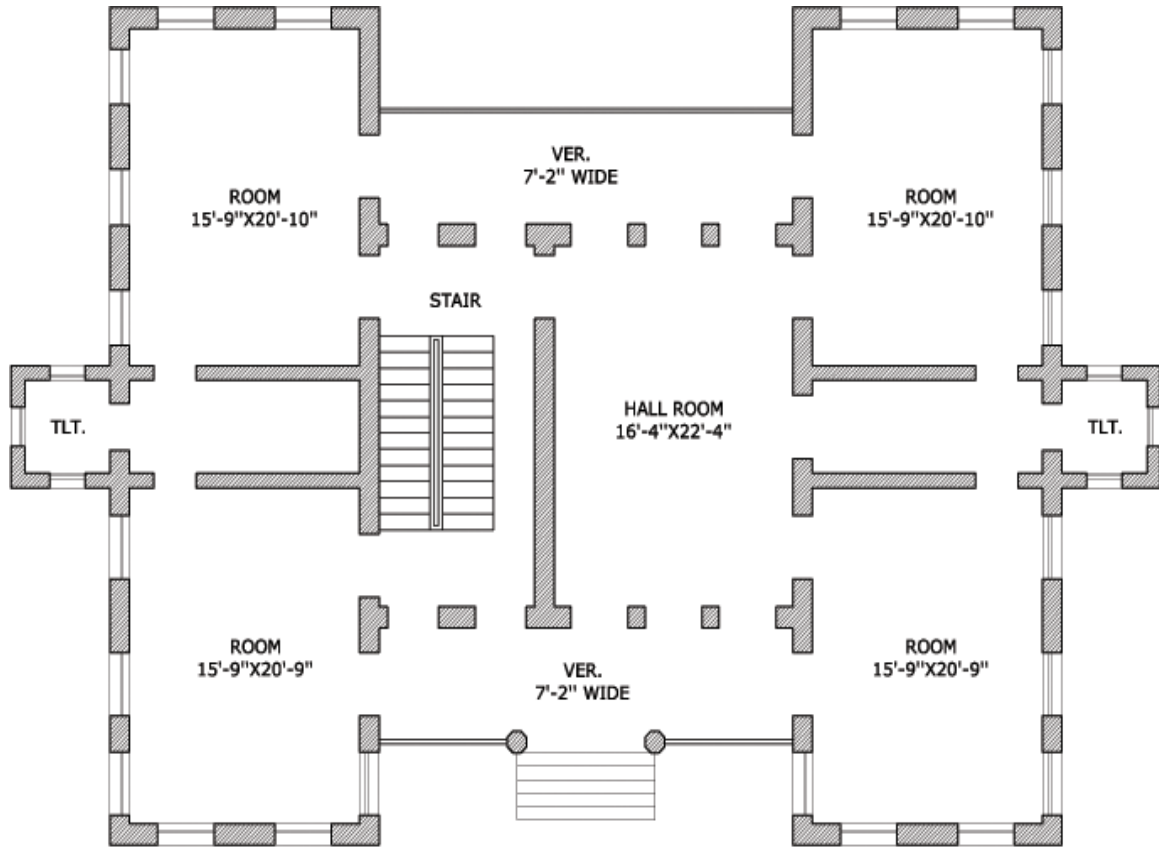 VER.
7'-2" WIDE
ROOM
15'-9"X20'-10"
ROOM
15'-9"X20'-10"
STAIR
TLT.
HALL ROOM
16'-4"X22'-4"
TLT.
ROOM
15'-9"X20'-9"
VER.
7'-2" WIDE
ROOM
15'-9"X20'-9"